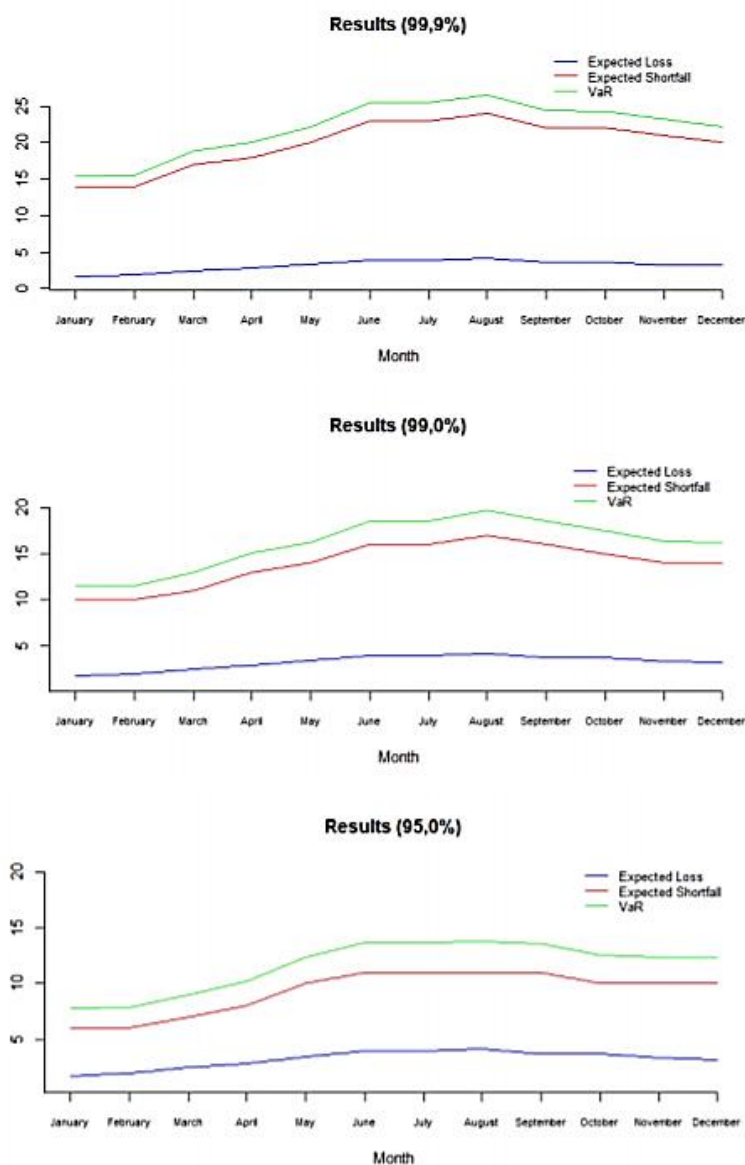 Results (99,9%)
Expected Loss
Expected Shortfall
VaR
25
20
15
10
5
0
January February March April May June July August September October November December
Month
Results (99,0%)
Expected Loss
Expected Shortfall
VaR
20
15
10
5
January February March April May June July August September October November December
Month
Results (95,0%)
Expected Loss
Expected Shortfall
VaR
20
15
10
5
January February March April May June July August September October November December
Month